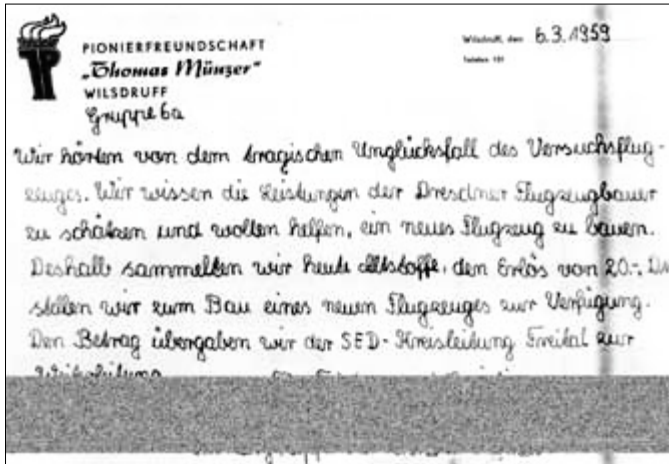 PIONIERFREUNDSCHAFT
„Thomas Münzer"
WILSDRUFF
Gruppe 6a
Wilsdruff, den 6.3.1959
Telefon 191
Wir hörten von dem tragischen Unglücksfall des Versuchsflug-
zeuges. Wir wissen die Leistungen der Dresdner Flugzeugbauer
zu schätzen und wollen helfen, ein neues Flugzeug zu bauen.
Deshalb sammelten wir heute Altstoffe, den Erlös von 20.-
stellen wir zum Bau eines neuen Flugzeuges zur Verfügung.
Den Betrag übergaben wir der SED-Kreisleitung Freital zur
Weiterleitung